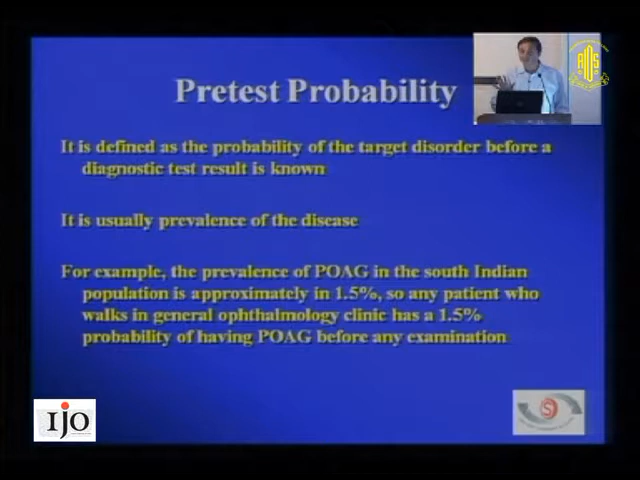 Pretest Probability
It is defined as the probability of the target disorder before a
diagnostic test result is known
It is usually prevalence of the disease
For example, the prevalence of POAG in the south Indian
population is approximately in 1.5%, so any patient who
walks in general ophthalmology clinic has a 1.5%
probability of having POAG before any examination
IJO